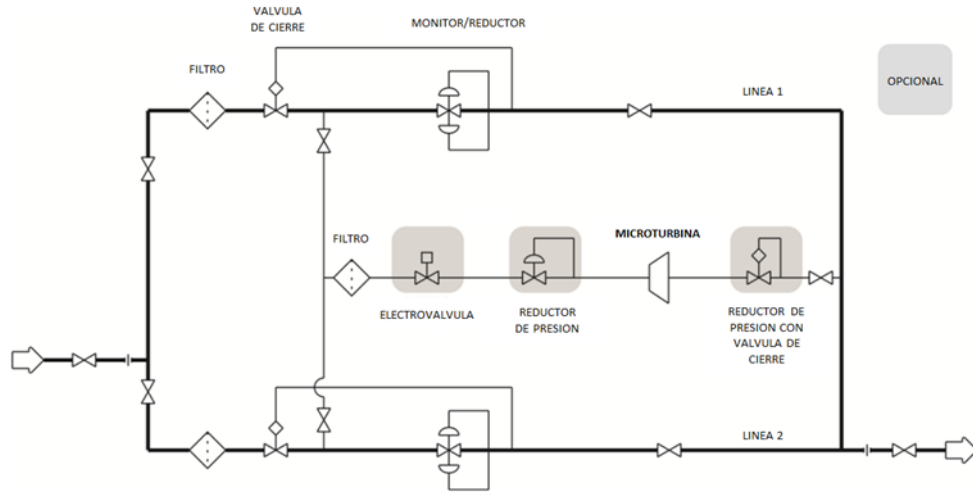 VALVULA
DE CIERRE
MONITOR/REDUCTOR
FILTRO
LINEA 1
OPCIONAL
FILTRO
MICROTURBINA
ELECTROVALVULA
REDUCTOR
DE PRESION
REDUCTOR DE
PRESION CON
VALVULA DE
CIERRE
LINEA 2